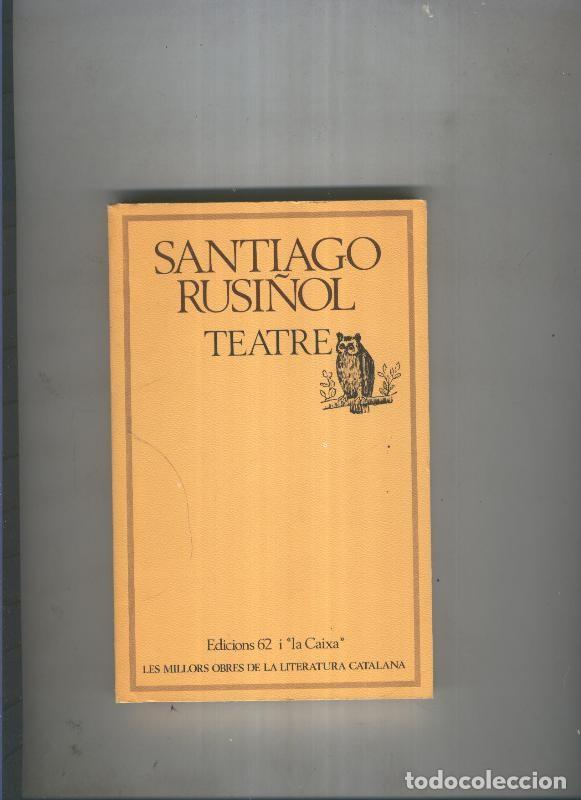 SANTIAGO
RUSIÑOL
TEATRE
Edicions 62 i "la Caixa"
LES MILLORS OBRES DE LA LITERATURA CATALANA
todocoleccion